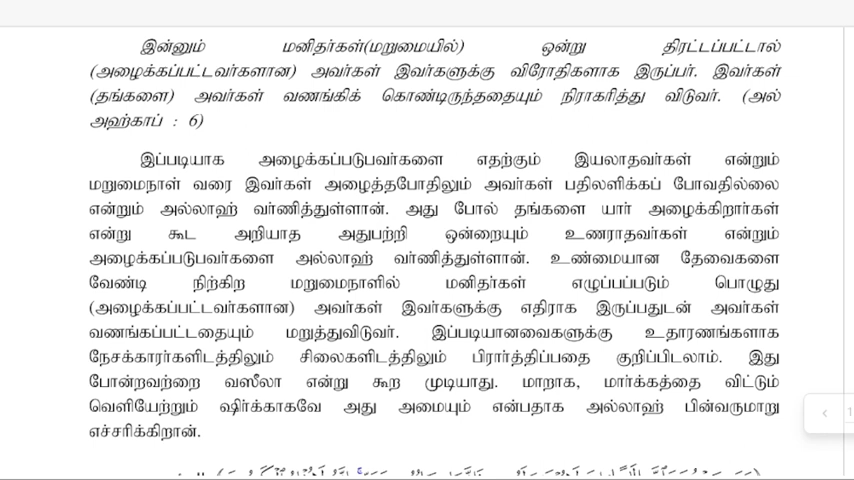 இன்னும் மனிதர்கள்(மறுமையில்) ஒன்று திரட்டப்பட்டால்
(அழைக்கப்பட்டவர்களான) அவர்கள் இவர்களுக்கு விரோதிகளாக இருப்பர். இவர்கள்
(தங்களை) அவர்கள் வணங்கிக் கொண்டிருந்ததையும் நிராகரித்து விடுவர். (அல்
அஹ்காப் : 6)
இப்படியாக அழைக்கப்படுபவர்களை எதற்கும் இயலாதவர்கள் என்றும்
மறுமைநாள் வரை இவர்கள் அழைத்தபோதிலும் அவர்கள் பதிலளிக்கப் போவதில்லை
என்றும் அல்லாஹ் வர்ணித்துள்ளான். அது போல் தங்களை யார் அழைக்கிறார்கள்
என்று கூட அறியாத அதுபற்றி ஒன்றையும் உணராதவர்கள் என்றும்
அழைக்கப்படுபவர்களை அல்லாஹ் வர்ணித்துள்ளான். உண்மையான தேவைகளை
வேண்டி நிற்கிற மறுமைநாளில் மனிதர்கள் எழுப்பப்படும் பொழுது
(அழைக்கப்பட்டவர்களான) அவர்கள் இவர்களுக்கு எதிராக இருப்பதுடன் அவர்கள்
வணங்கப்பட்டதையும் மறுத்துவிடுவர். இப்படியானவைகளுக்கு உதாரணங்களாக
நேசக்காரர்களிடத்திலும் சிலைகளிடத்திலும் பிரார்த்திப்பதை குறிப்பிடலாம். இது
போன்றவற்றை வஸீலா என்று கூற முடியாது. மாறாக, மார்க்கத்தை விட்டும்
வெளியேற்றும் ஷிர்க்காகவே அது அமையும் என்பதாக அல்லாஹ் பின்வருமாறு
எச்சரிக்கிறான்.